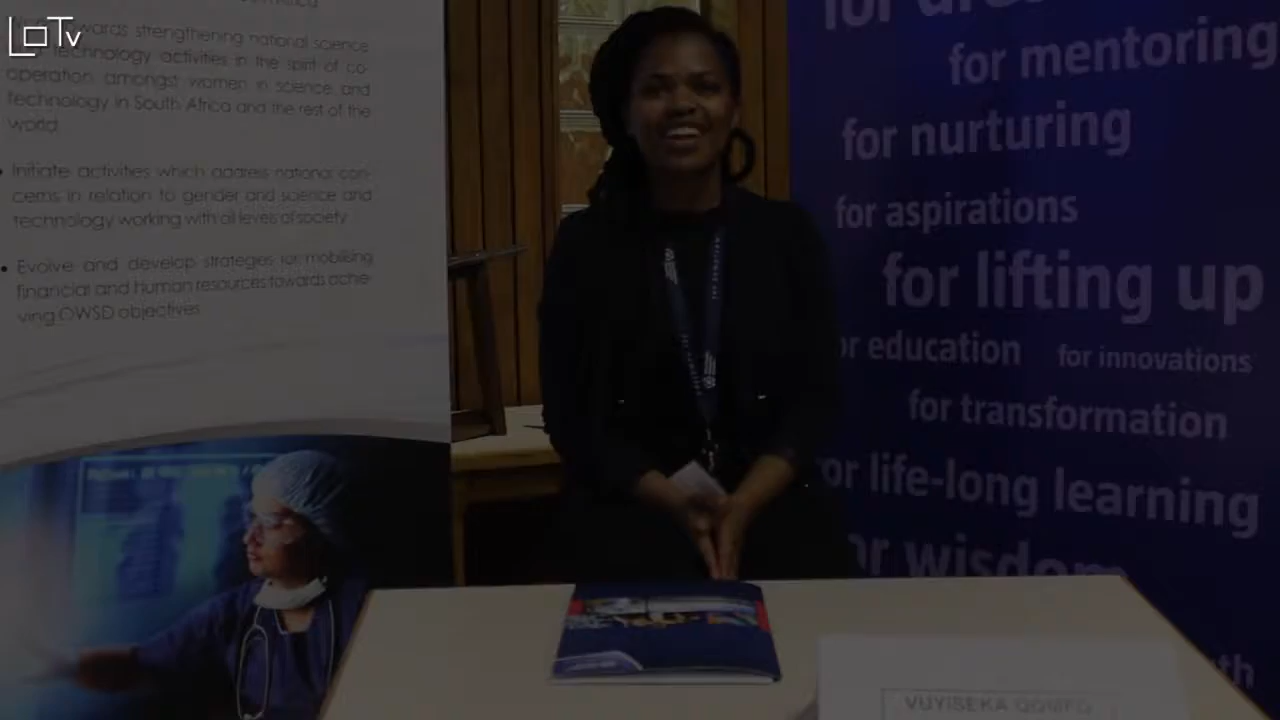 LoTv
towards strengthening national science
technology activities in the spirit of co-
operation amongst women in science and
technology in South Africa and the rest of the
world
• Initiate activities which address national con-
cerns in relation to gender and science and
technology working with all levels of society
• Evolve and develop strategies for mobilising
financial and human resources towards achie-
ving OWSD objectives
for mentoring
for nurturing
for aspirations
for lifting up
for education for innovations
for transformation
for life-long learning
for wisdom
VUYISEKA